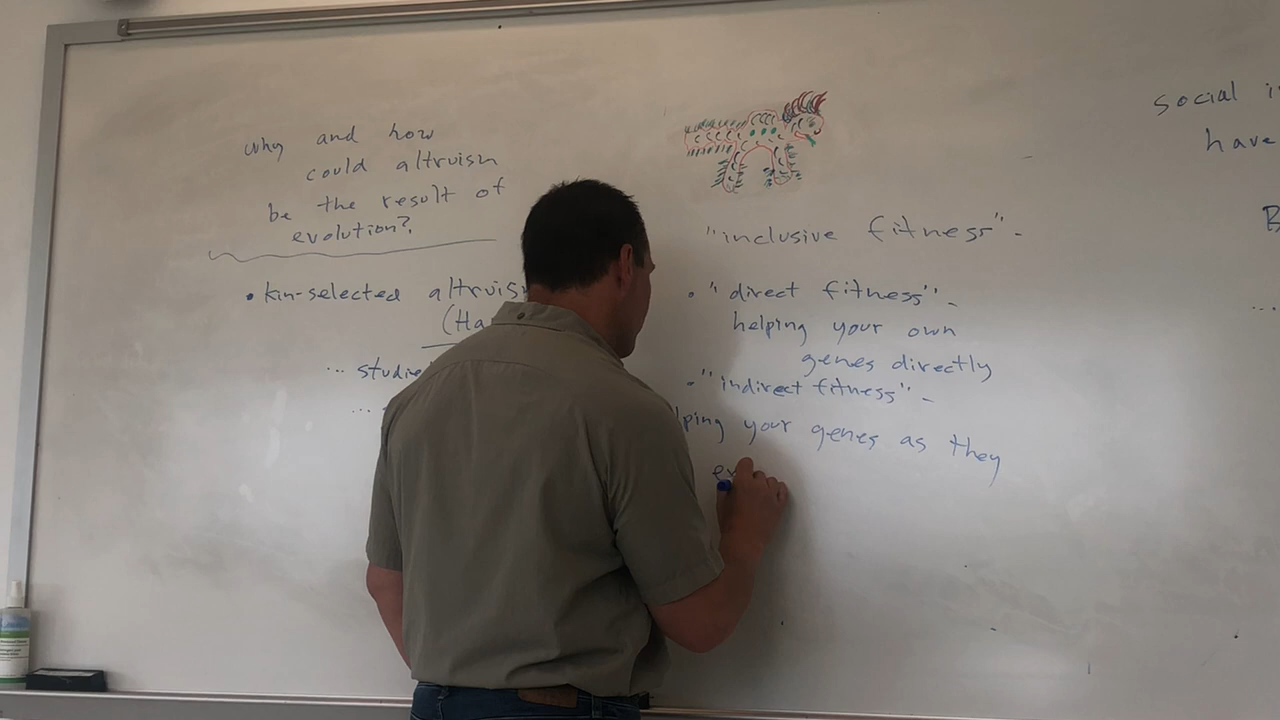 why and how
could altruism
be the result of
evolution?
• kin-selected altruis
(Ha
... studie
...
"inclusive fitness" -
• "direct fitness" -
helping your own
genes directly
• "indirect fitness" -
lping your genes as they
social i
have
B
...